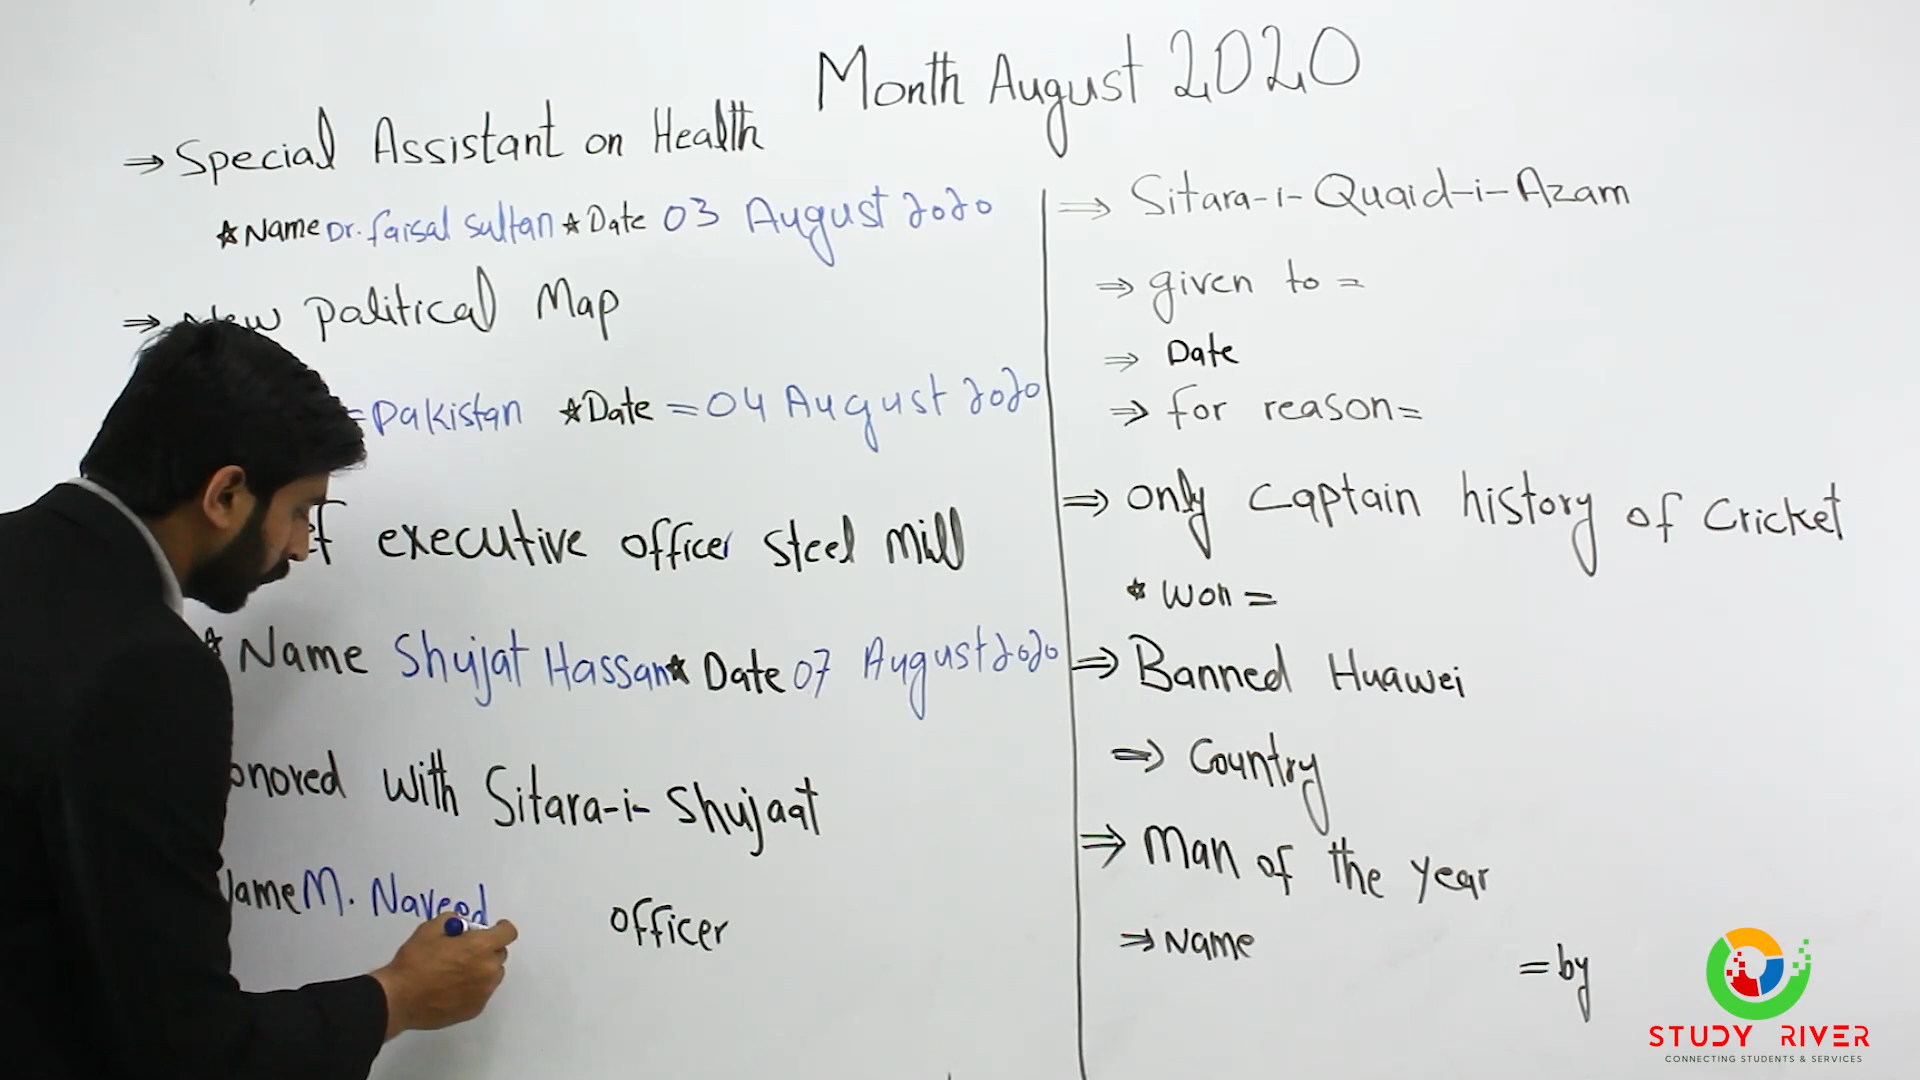 Month August 2020
⇒ Special Assistant on Health
★Name Dr. faisal sultan ★Date 03 August 2020
⇒ New political Map
=pakistan ★Date =04 August 2020
ef executive officer steel mill
★Name Shujat Hassan★ Date 07 August 2020
onored with Sitara-i-Shujaat
Name M. Naveed officer
⇒ Sitara-i-Quaid-i-Azam
⇒ given to =
⇒ Date
⇒ for reason=
⇒ only captain history of Cricket
★ Won =
⇒ Banned Huawei
⇒ Country
⇒ Man of the year
⇒ Name =by
STUDY RIVER
CONNECTING STUDENTS & SERVICES